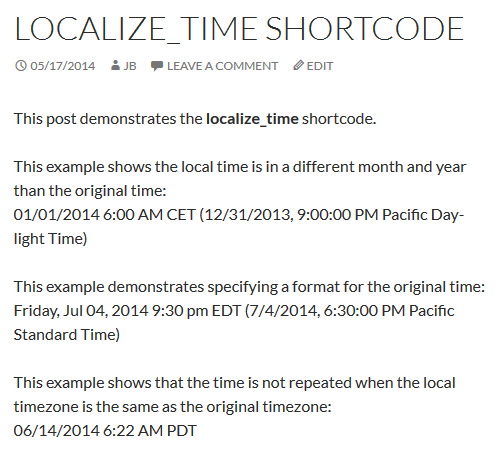 LOCALIZE_TIME SHORTCODE
05/17/2014 JB LEAVE A COMMENT EDIT
This post demonstrates the localize_time shortcode.
This example shows the local time is in a different month and year
than the original time:
01/01/2014 6:00 AM CET (12/31/2013, 9:00:00 PM Pacific Day-
light Time)
This example demonstrates specifying a format for the original time:
Friday, Jul 04, 2014 9:30 pm EDT (7/4/2014, 6:30:00 PM Pacific
Standard Time)
This example shows that the time is not repeated when the local
timezone is the same as the original timezone:
06/14/2014 6:22 AM PDT